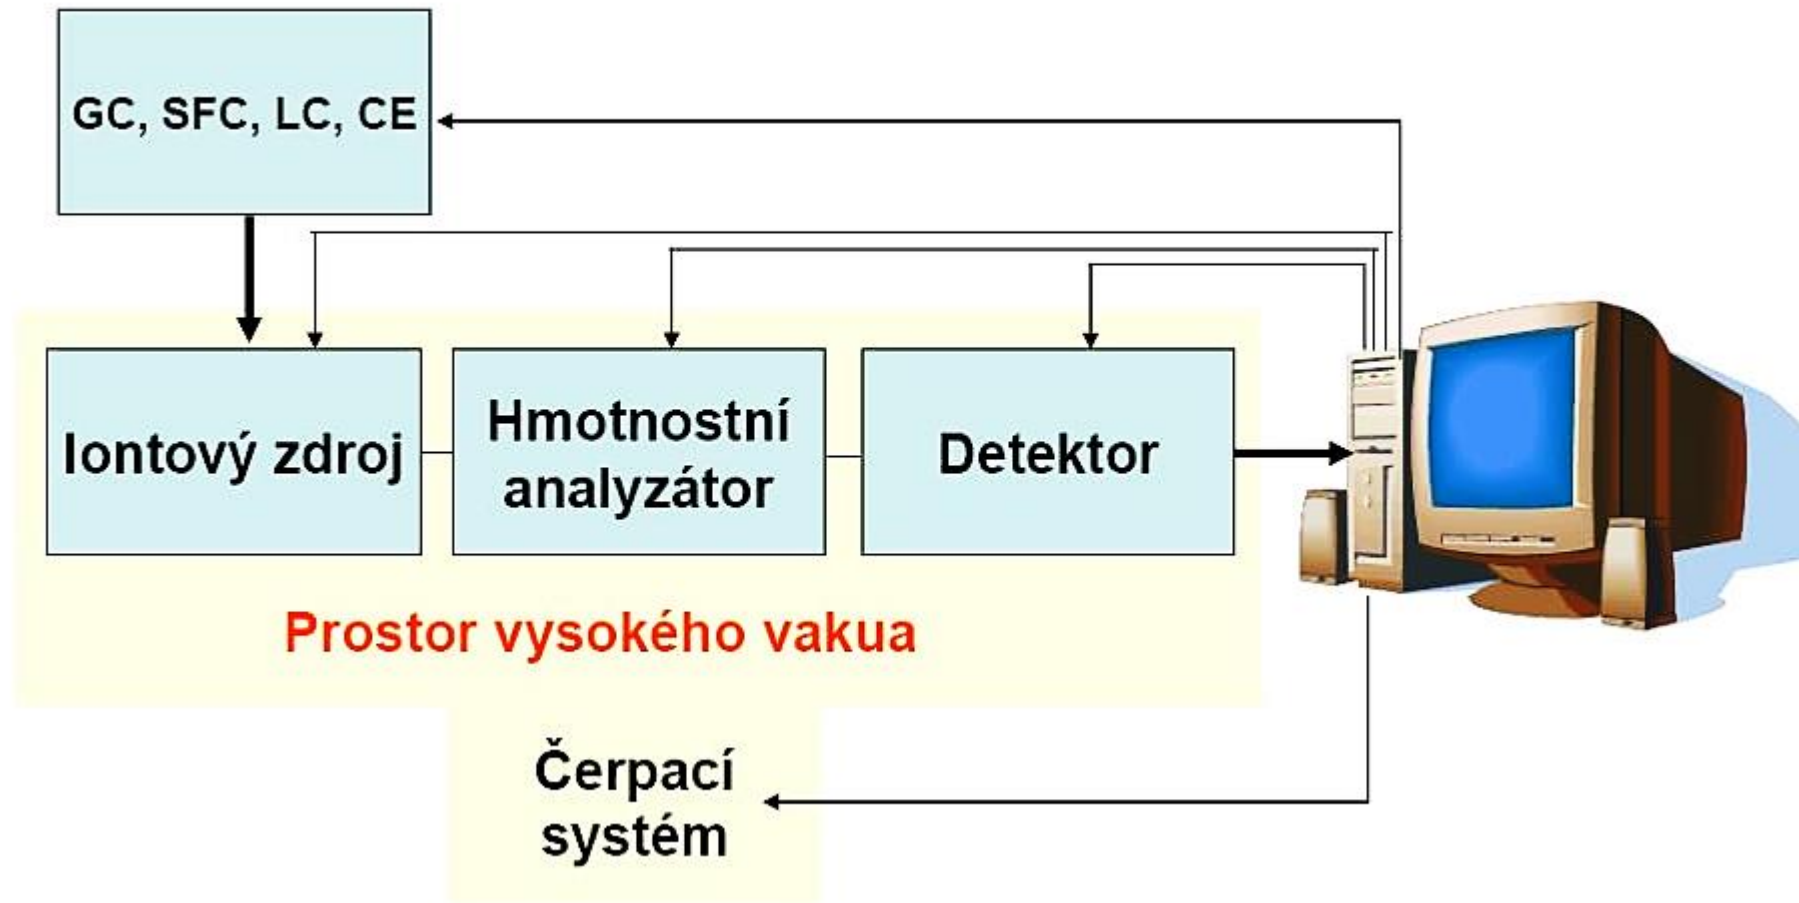 GC, SFC, LC, CE
Iontový zdroj
Hmotnostní
analyzátor
Detektor
Prostor vysokého vakua
Čerpací
systém